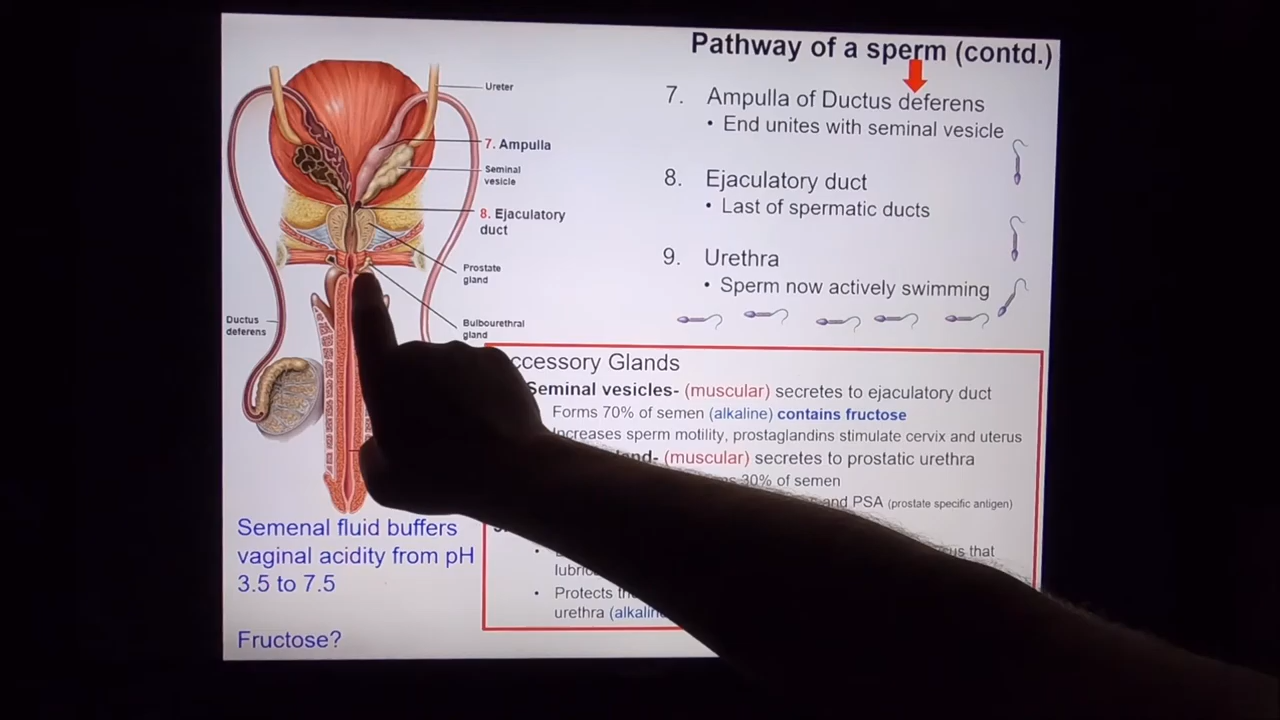 Pathway of a sperm (contd.)
7. Ampulla of Ductus deferens
• End unites with seminal vesicle
8. Ejaculatory duct
• Last of spermatic ducts
9. Urethra
• Sperm now actively swimming
Ureter
7. Ampulla
Seminal
vesicle
8. Ejaculatory
duct
Prostate
gland
Bulbourethral
gland
Ductus
deferens
Semenal fluid buffers
vaginal acidity from pH
3.5 to 7.5
Fructose?
Glands
Seminal vesicles- (muscular) secretes to ejaculatory duct
Forms 70% of semen (alkaline) contains fructose
Increases sperm motility, prostaglandins stimulate cervix and uterus
(muscular) secretes to prostatic urethra
30% of semen
and PSA (prostate specific antigen)
that
• Protects
urethra